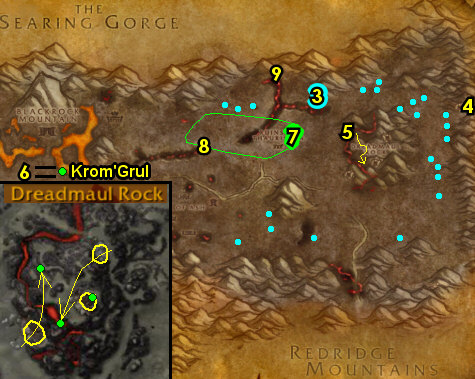 THE
SEARING GORGE
9
3
4
BLACKROCK
MOUNTAIN
5
7
8
6 = Krom'Grul
Dreadmaul Rock
REDRIDGE
MOUNTAINS